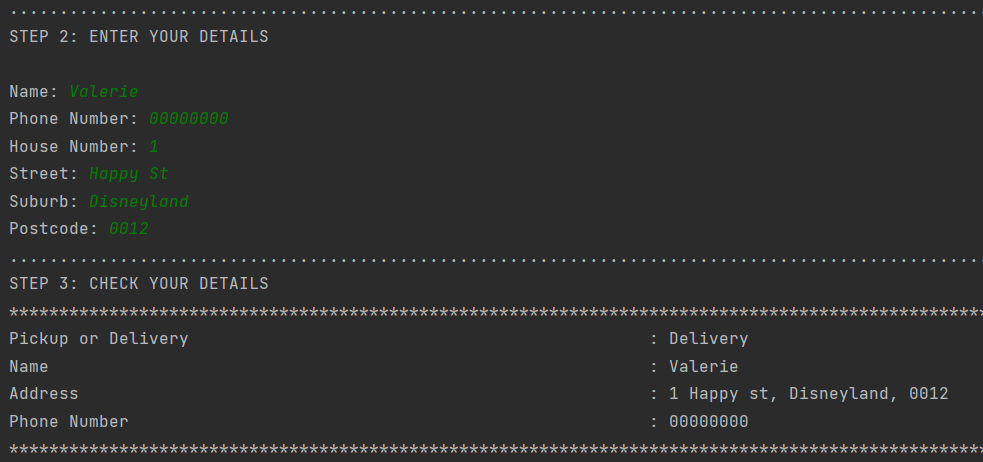 ....................................................................................................
STEP 2: ENTER YOUR DETAILS
Name: Valerie
Phone Number: 00000000
House Number: 1
Street: Happy St
Suburb: Disneyland
Postcode: 0012
....................................................................................................
STEP 3: CHECK YOUR DETAILS
****************************************************************************************************
Pickup or Delivery : Delivery
Name : Valerie
Address : 1 Happy st, Disneyland, 0012
Phone Number : 00000000
****************************************************************************************************